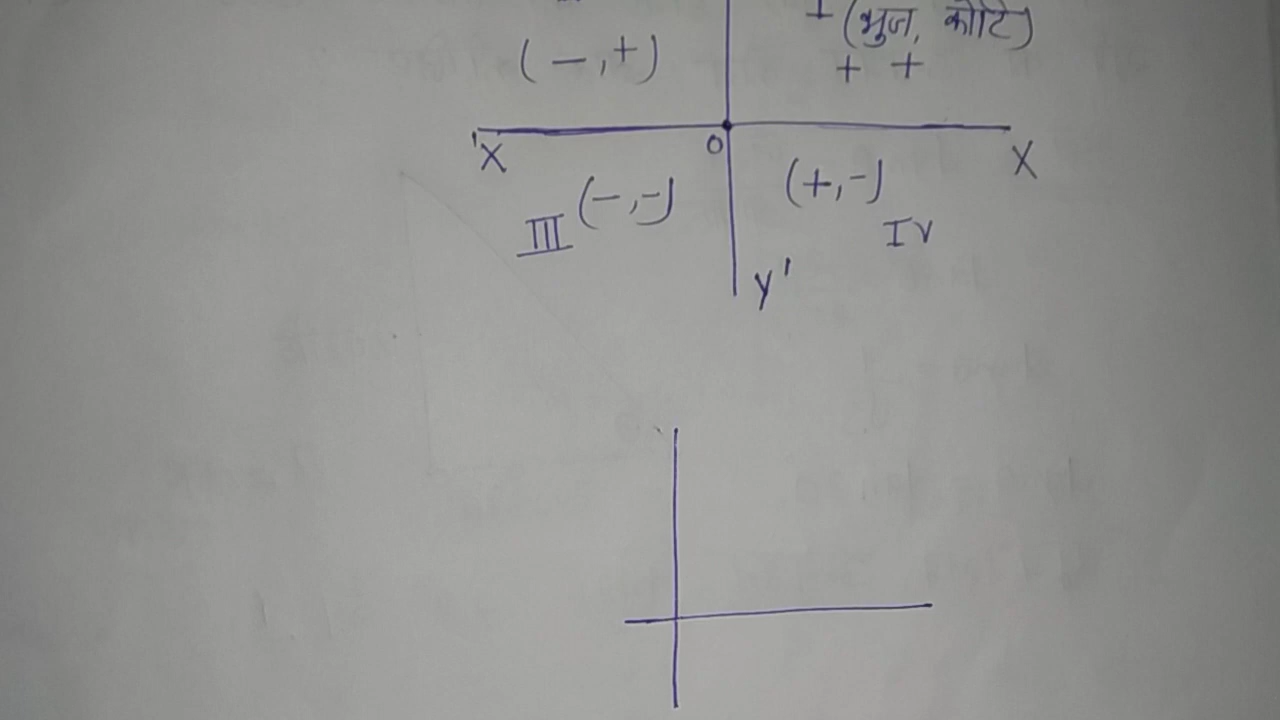 (भुज, कोटि)
(-,+)
+ +
'X
O
X
(-,-)
(+,-)
III
IV
Y'